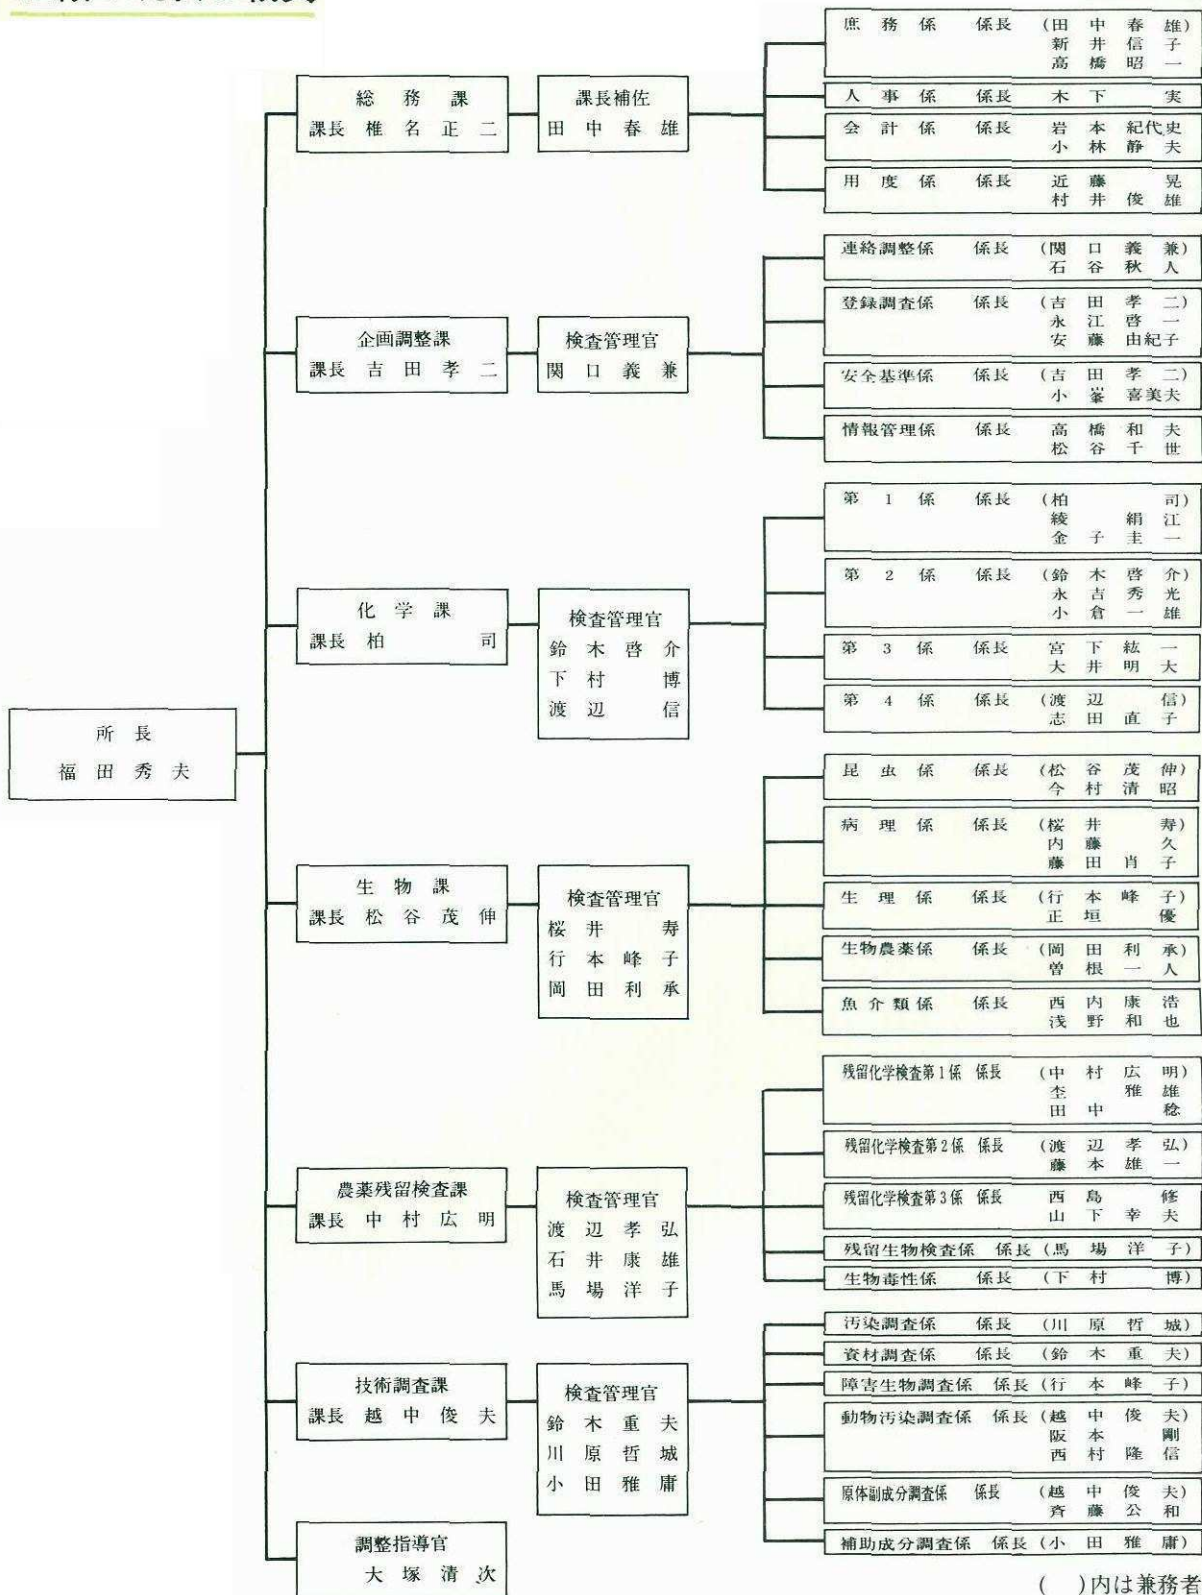 所長
福田秀夫
総務課
課長 椎名正二
課長補佐
田中春雄
庶務係 係長 (田中春雄)
新井信子
高橋昭一
人事係 係長 木下実
会計係 係長 岩本紀代史
小林静夫
用度係 係長 近藤晃
村井俊雄
企画調整課
課長 吉田孝二
検査管理官
関口義兼
連絡調整係 係長 (関口義兼)
石谷秋人
登録調査係 係長 (吉田孝二)
永江啓一
安藤由紀子
安全基準係 係長 (吉田孝二)
小峯喜美夫
情報管理係 係長 高橋和夫
松谷千世
化学課
課長 柏司
検査管理官
鈴木啓介
下村博
渡辺信
第1係 係長 (柏司)
綾絹江
金子圭一
第2係 係長 (鈴木啓介)
永吉秀光
小倉一雄
第3係 係長 宮下紘一
大井明大
第4係 係長 (渡辺信)
志田直子
生物課
課長 松谷茂伸
検査管理官
桜井寿
行本峰子
岡田利承
昆虫係 係長 (松谷茂伸)
今村清昭
病理係 係長 (桜井寿)
内藤久
藤田肖子
生理係 係長 (行本峰子)
正垣優
生物農薬係 係長 (岡田利承)
曽根一人
魚介類係 係長 西内康浩
浅野和也
農薬残留検査課
課長 中村広明
検査管理官
渡辺孝弘
石井康雄
馬場洋子
残留化学検査第1係 係長 (中村広明)
杢雅雄
田中稔
残留化学検査第2係 係長 (渡辺孝弘)
藤本雄一
残留化学検査第3係 係長 西島修
山下幸夫
残留生物検査係 係長 (馬場洋子)
生物毒性係 係長 (下村博)
技術調査課
課長 越中俊夫
検査管理官
鈴木重夫
川原哲城
小田雅庸
汚染調査係 係長 (川原哲城)
資材調査係 係長 (鈴木重夫)
障害生物調査係 係長 (行本峰子)
動物汚染調査係 係長 (越中俊夫)
阪本剛
西村隆信
原体副成分調査係 係長 (越中俊夫)
斉藤公和
補助成分調査係 係長 (小田雅庸)
調整指導官
大塚清次
( )内は兼務者